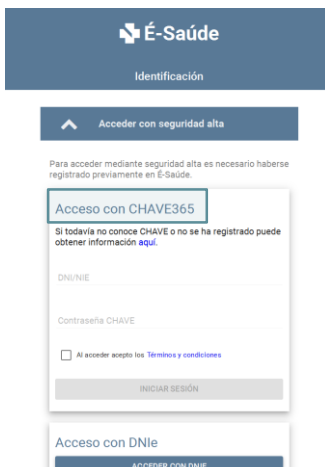 É-Saúde
Identificación
Acceder con seguridad alta
Para acceder mediante seguridad alta es necesario haberse
registrado previamente en É-Saúde.
Acceso con CHAVE365
Si todavía no conoce CHAVE o no se ha registrado puede
obtener información aquí.
DNI/NIE
Contraseña CHAVE
Al acceder acepto los Términos y condiciones
INICIAR SESIÓN
Acceso con DNIe
ACCEDER CON DNIE